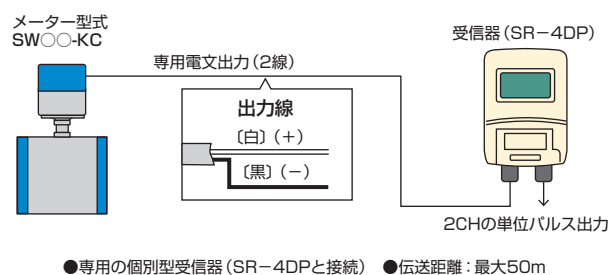 メーター型式
SW○○-KC
専用電文出力(2線)
受信器(SR−4DP)
出力線
〔白〕(+)
〔黒〕(−)
2CHの単位パルス出力
●専用の個別型受信器(SR−4DPと接続) ●伝送距離:最大50m